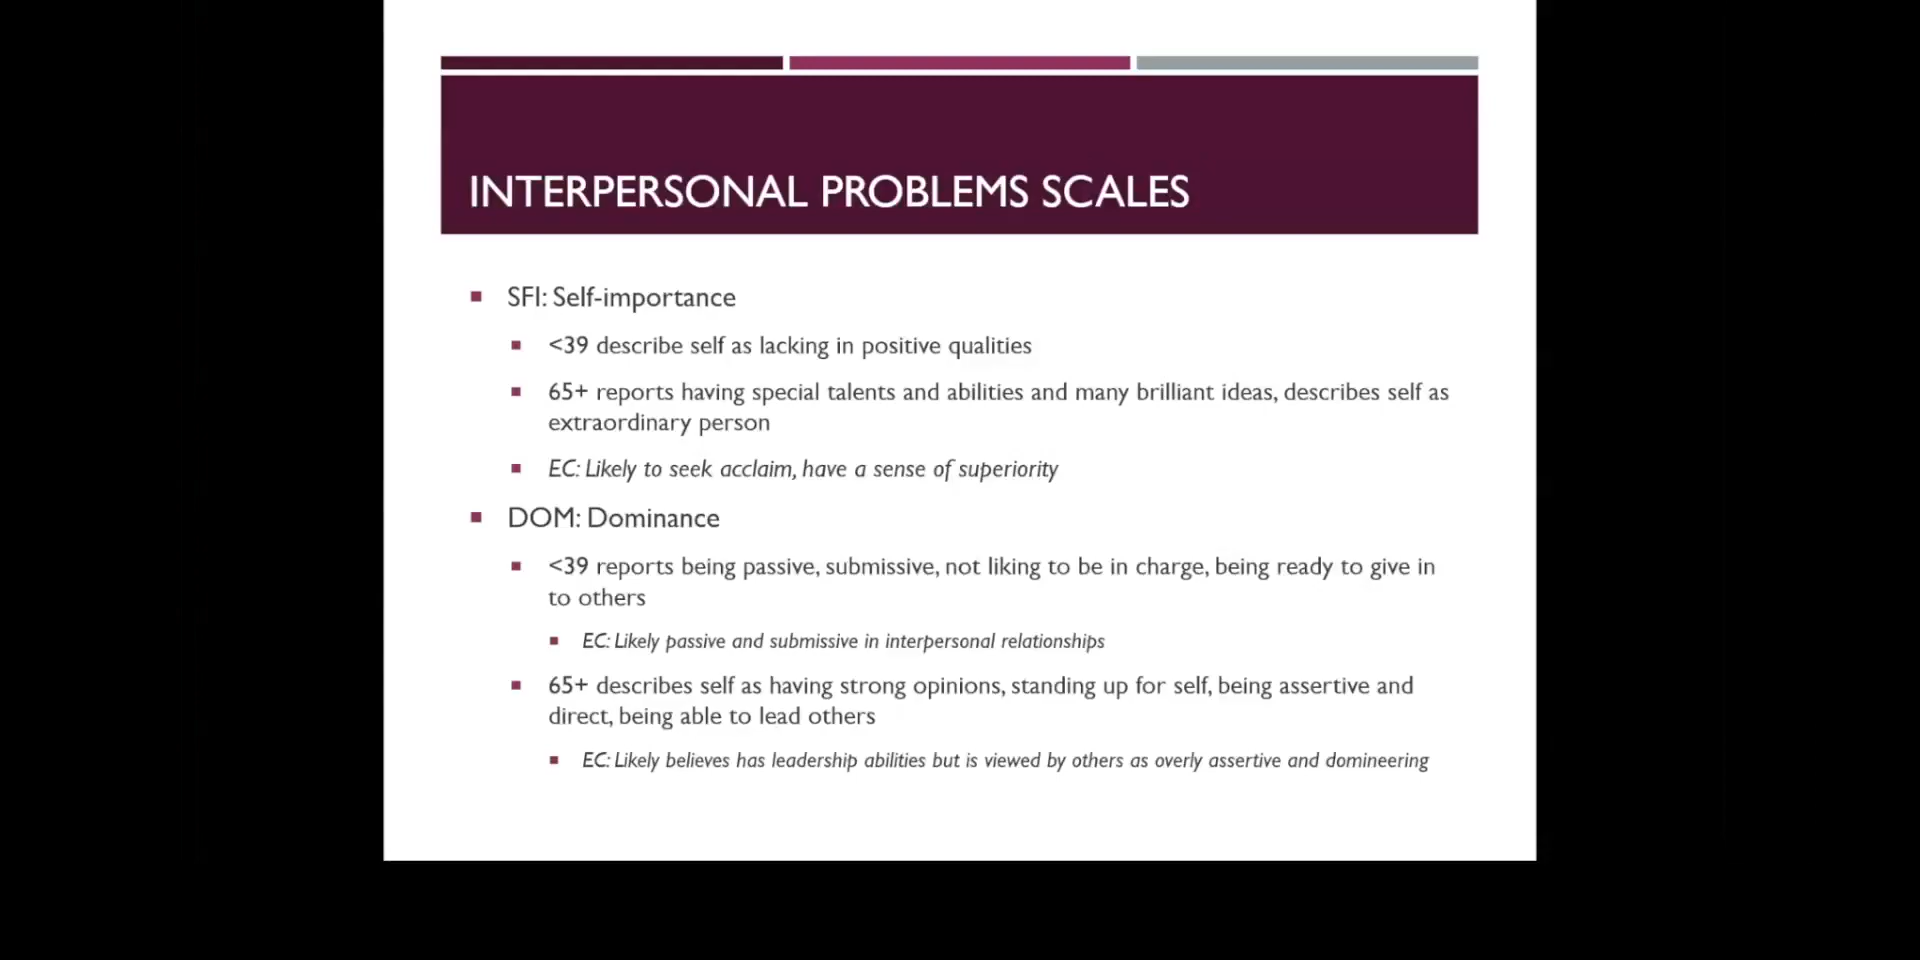 INTERPERSONAL PROBLEMS SCALES
SFI: Self-importance
<39 describe self as lacking in positive qualities
65+ reports having special talents and abilities and many brilliant ideas, describes self as
extraordinary person
EC: Likely to seek acclaim, have a sense of superiority
DOM: Dominance
<39 reports being passive, submissive, not liking to be in charge, being ready to give in
to others
EC: Likely passive and submissive in interpersonal relationships
65+ describes self as having strong opinions, standing up for self, being assertive and
direct, being able to lead others
EC: Likely believes has leadership abilities but is viewed by others as overly assertive and domineering